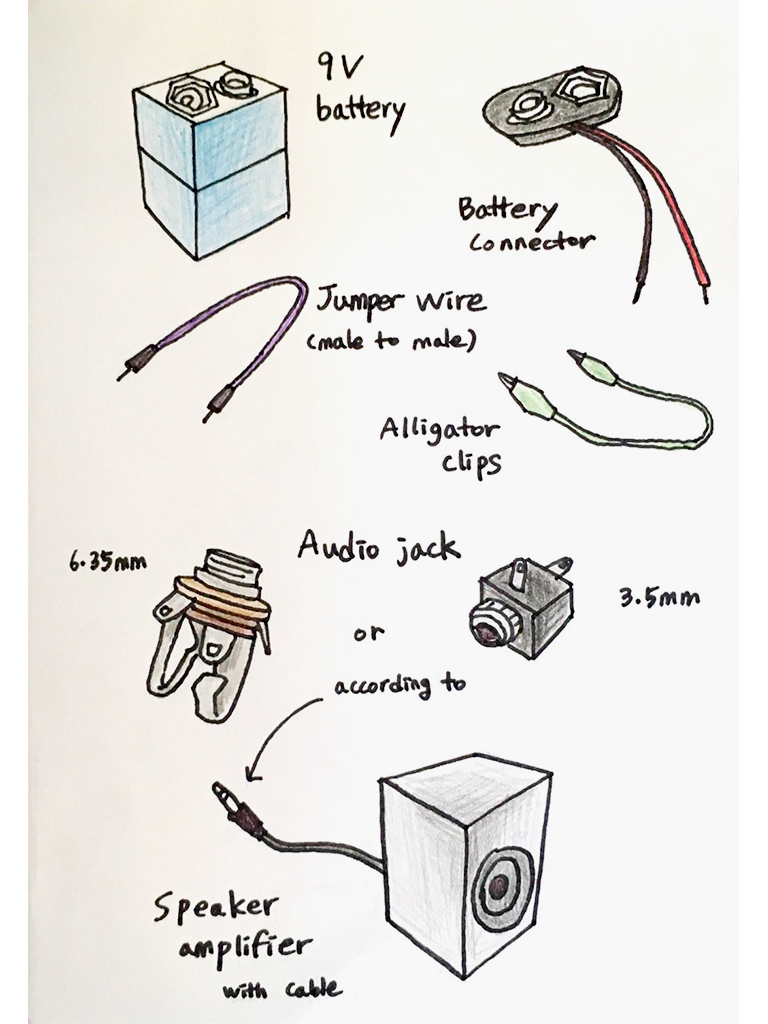 9V
battery
Battery
Connector
Jumper wire
(male to male)
Alligator
clips
Audio jack
6.35mm
3.5mm
or
according to
Speaker
amplifier
with cable